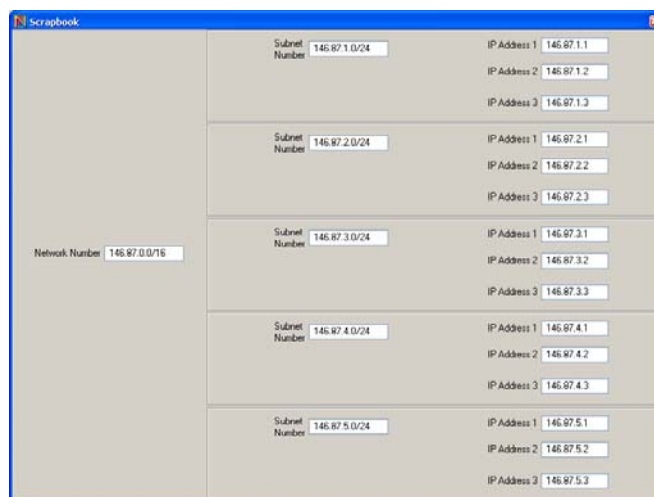 Scrapbook
Network Number 146.87.0.0/16
Subnet
Number 146.87.1.0/24
IP Address 1 146.87.1.1
IP Address 2 146.87.1.2
IP Address 3 146.87.1.3
Subnet
Number 146.87.2.0/24
IP Address 1 146.87.2.1
IP Address 2 146.87.2.2
IP Address 3 146.87.2.3
Subnet
Number 146.87.3.0/24
IP Address 1 146.87.3.1
IP Address 2 146.87.3.2
IP Address 3 146.87.3.3
Subnet
Number 146.87.4.0/24
IP Address 1 146.87.4.1
IP Address 2 146.87.4.2
IP Address 3 146.87.4.3
Subnet
Number 146.87.5.0/24
IP Address 1 146.87.5.1
IP Address 2 146.87.5.2
IP Address 3 146.87.5.3